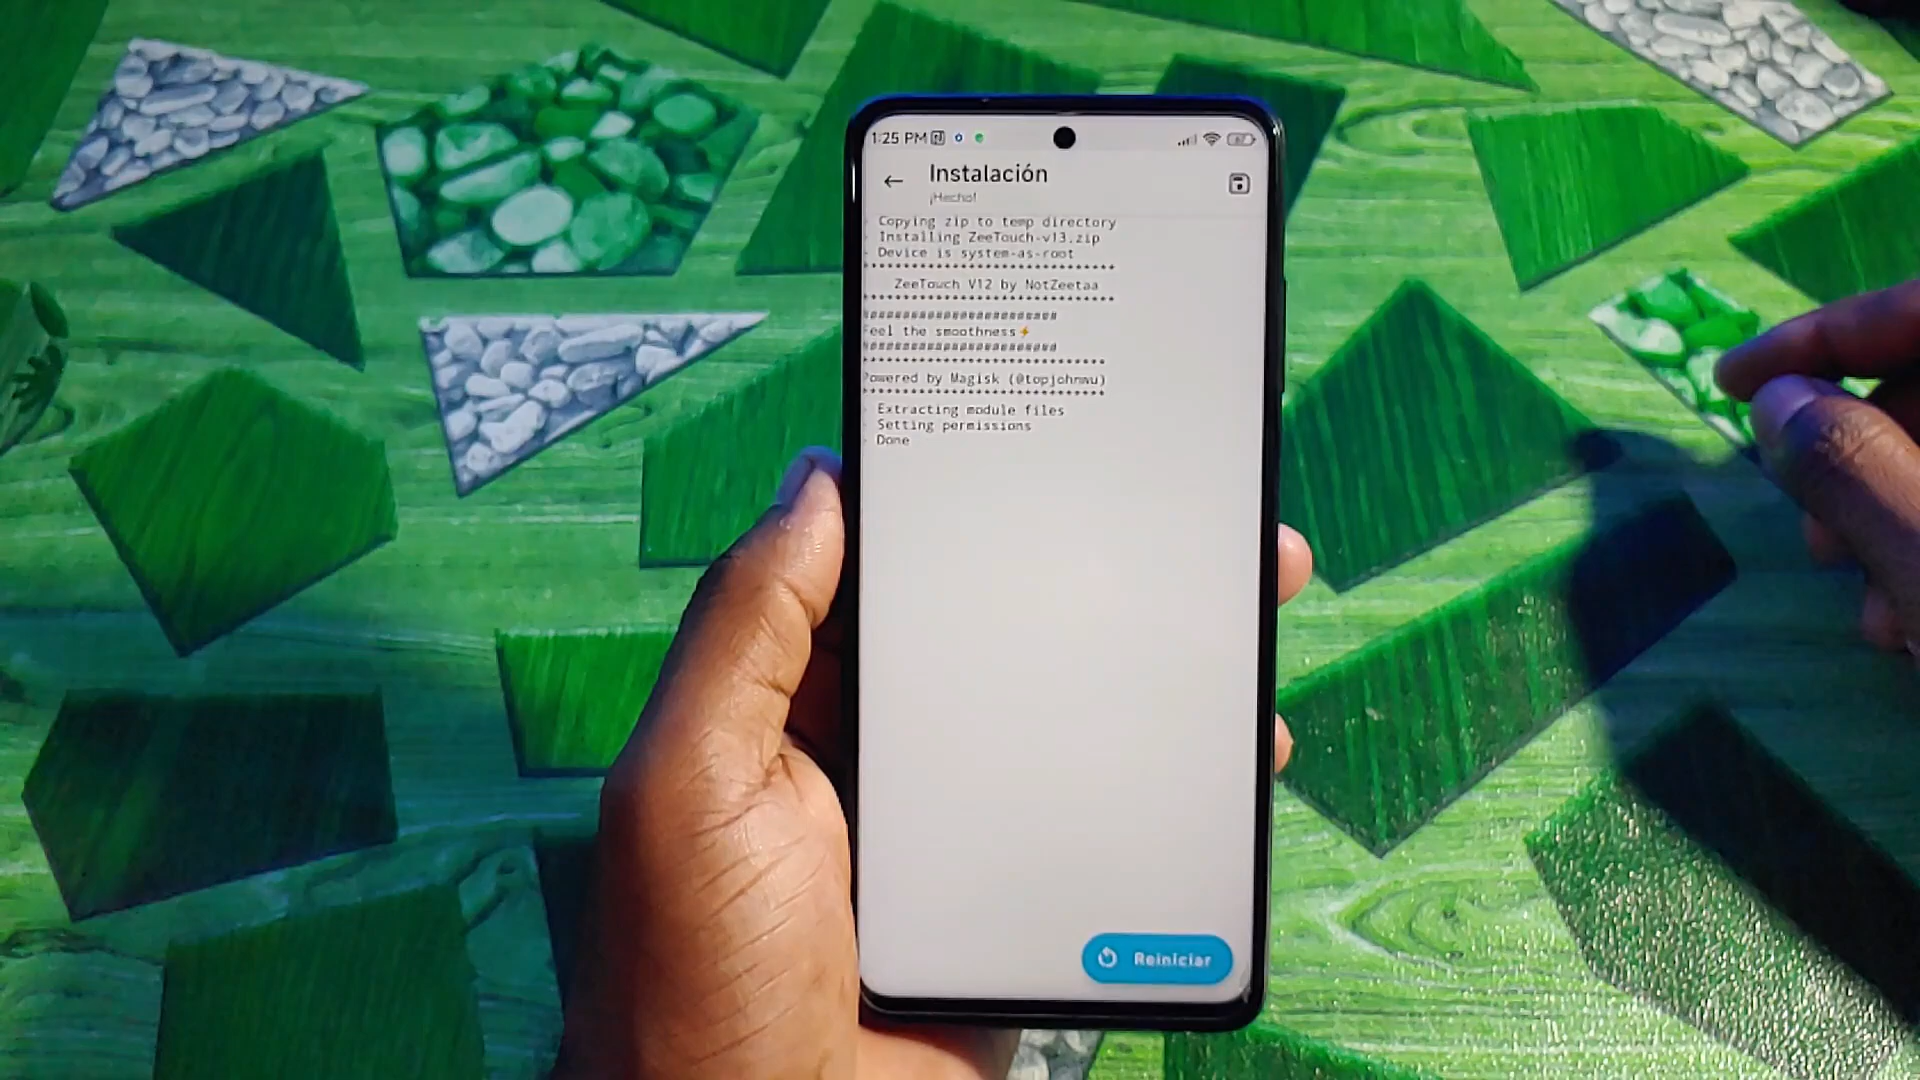 1:25 PM
Instalación
¡Hecho!
- Copying zip to temp directory
- Installing ZeeTouch-v13.zip
- Device is system-as-root
********************************
ZeeTouch V12 by NotZeetaa
********************************
########################
Feel the smoothness⚡
########################
******************************
Powered by Magisk (@topjohnwu)
******************************
- Extracting module files
- Setting permissions
- Done
Reiniciar